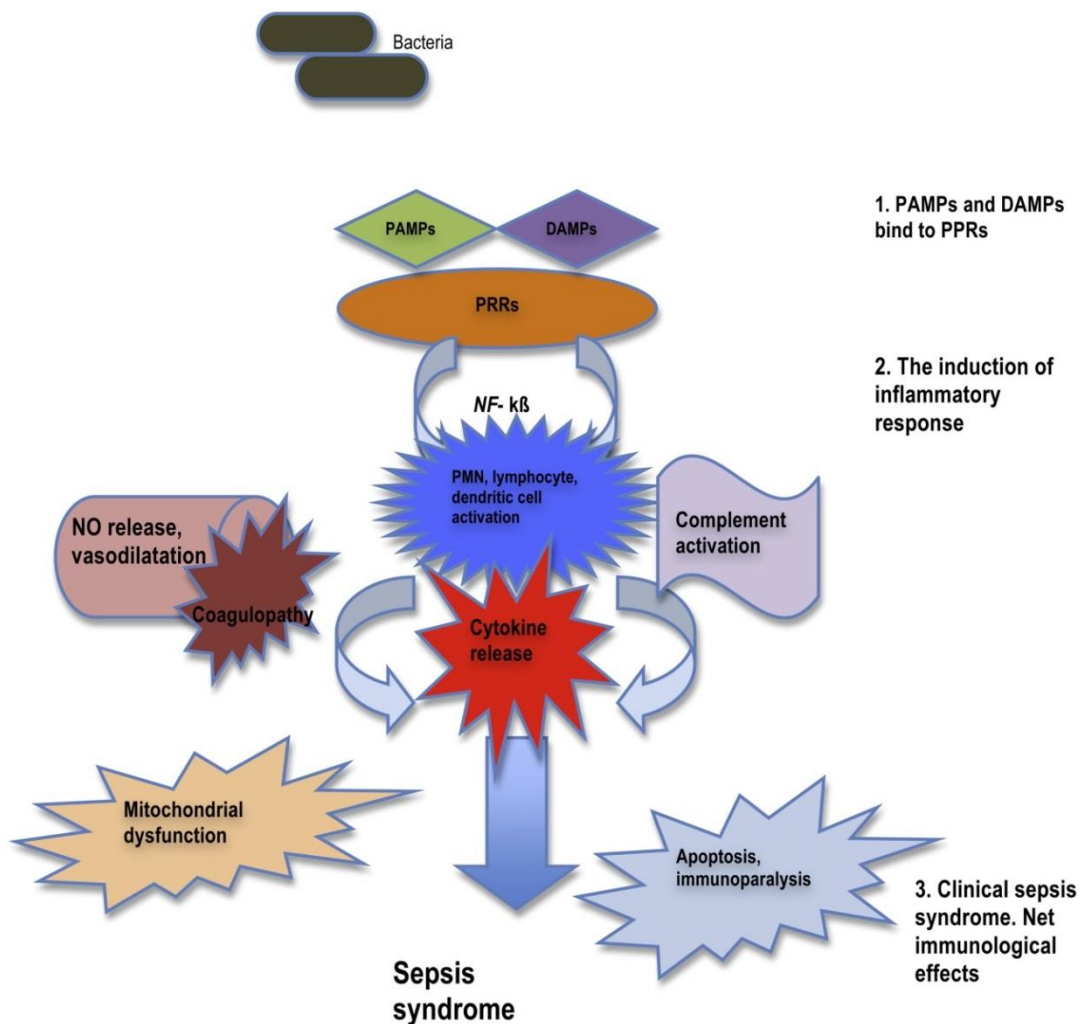 Bacteria
PAMPs
DAMPs
1. PAMPs and DAMPs
bind to PPRs
PRRs
2. The induction of
inflammatory
response
NF- kß
PMN, lymphocyte,
dendritic cell
activation
NO release,
vasodilatation
Complement
activation
Coagulopathy
Cytokine
release
Mitochondrial
dysfunction
Apoptosis,
immunoparalysis
3. Clinical sepsis
syndrome. Net
immunological
effects
Sepsis
syndrome